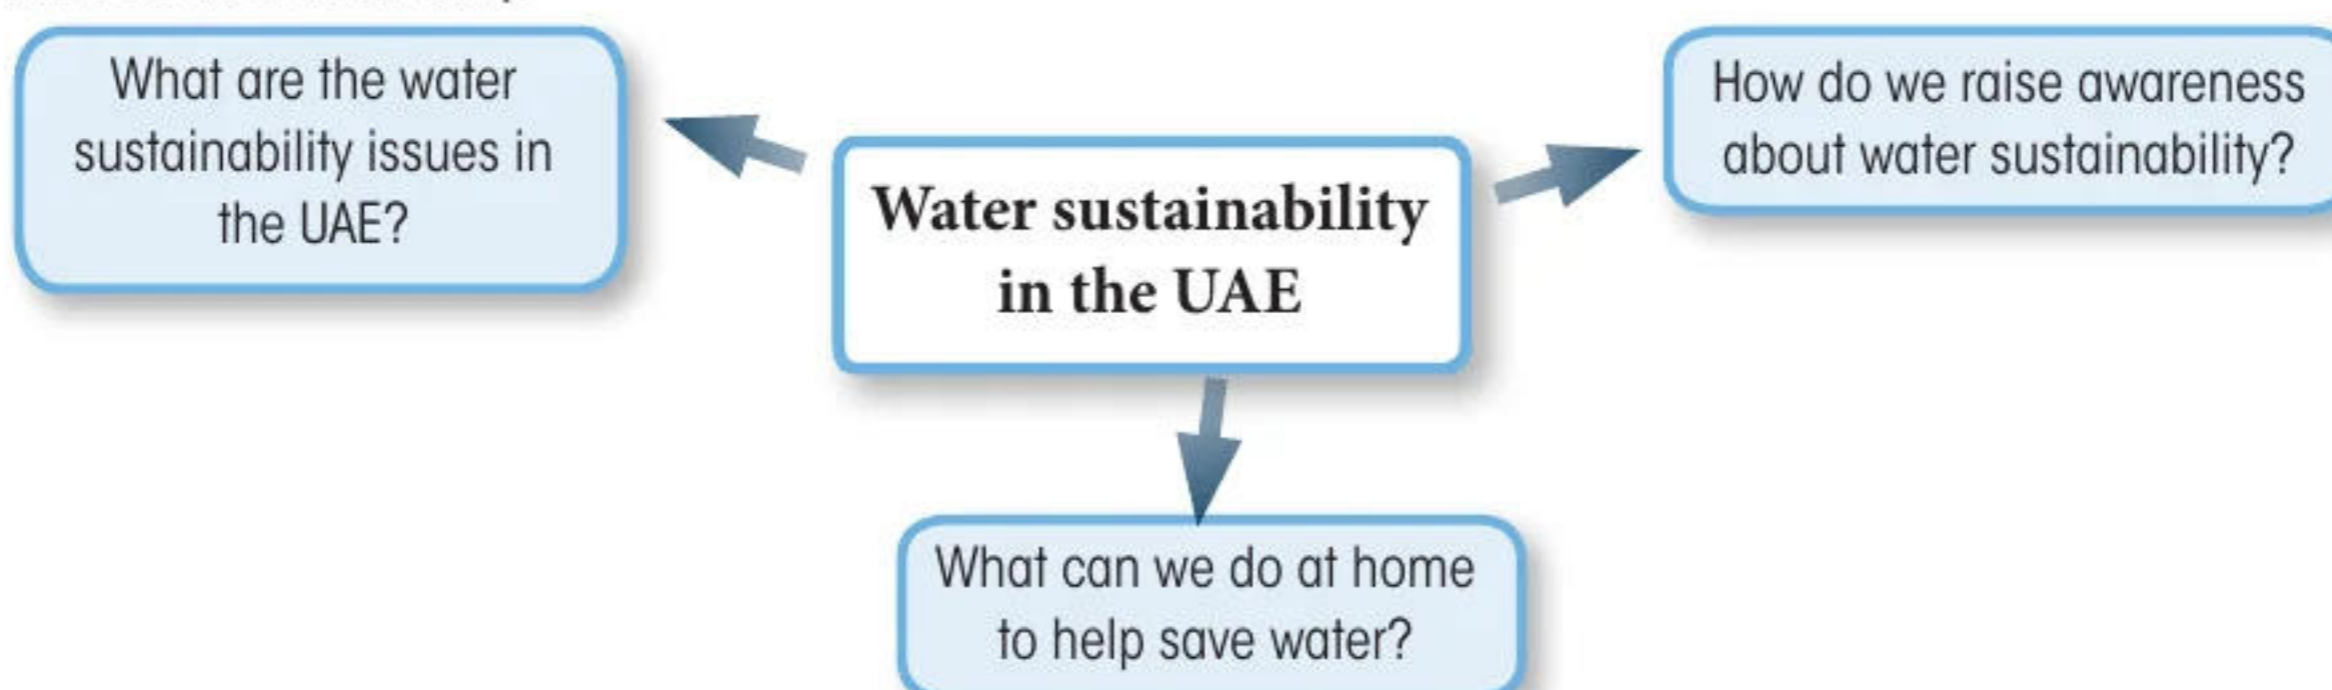 What are the water
sustainability issues in
the UAE?
Water sustainability
in the UAE
How do we raise awareness
about water sustainability?
What can we do at home
to help save water?